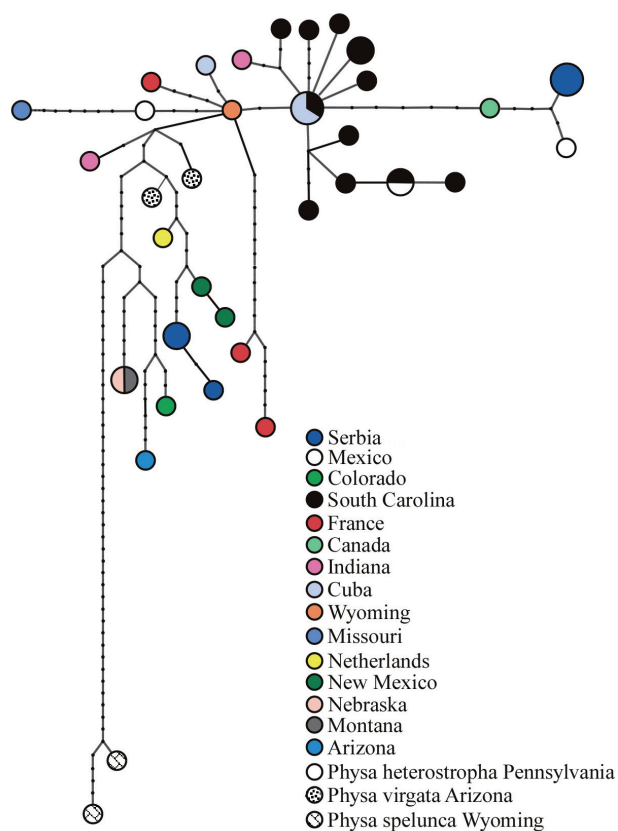 Serbia
Mexico
Colorado
South Carolina
France
Canada
Indiana
Cuba
Wyoming
Missouri
Netherlands
New Mexico
Nebraska
Montana
Arizona
Physa heterostropha Pennsylvania
Physa virgata Arizona
Physa spelunca Wyoming